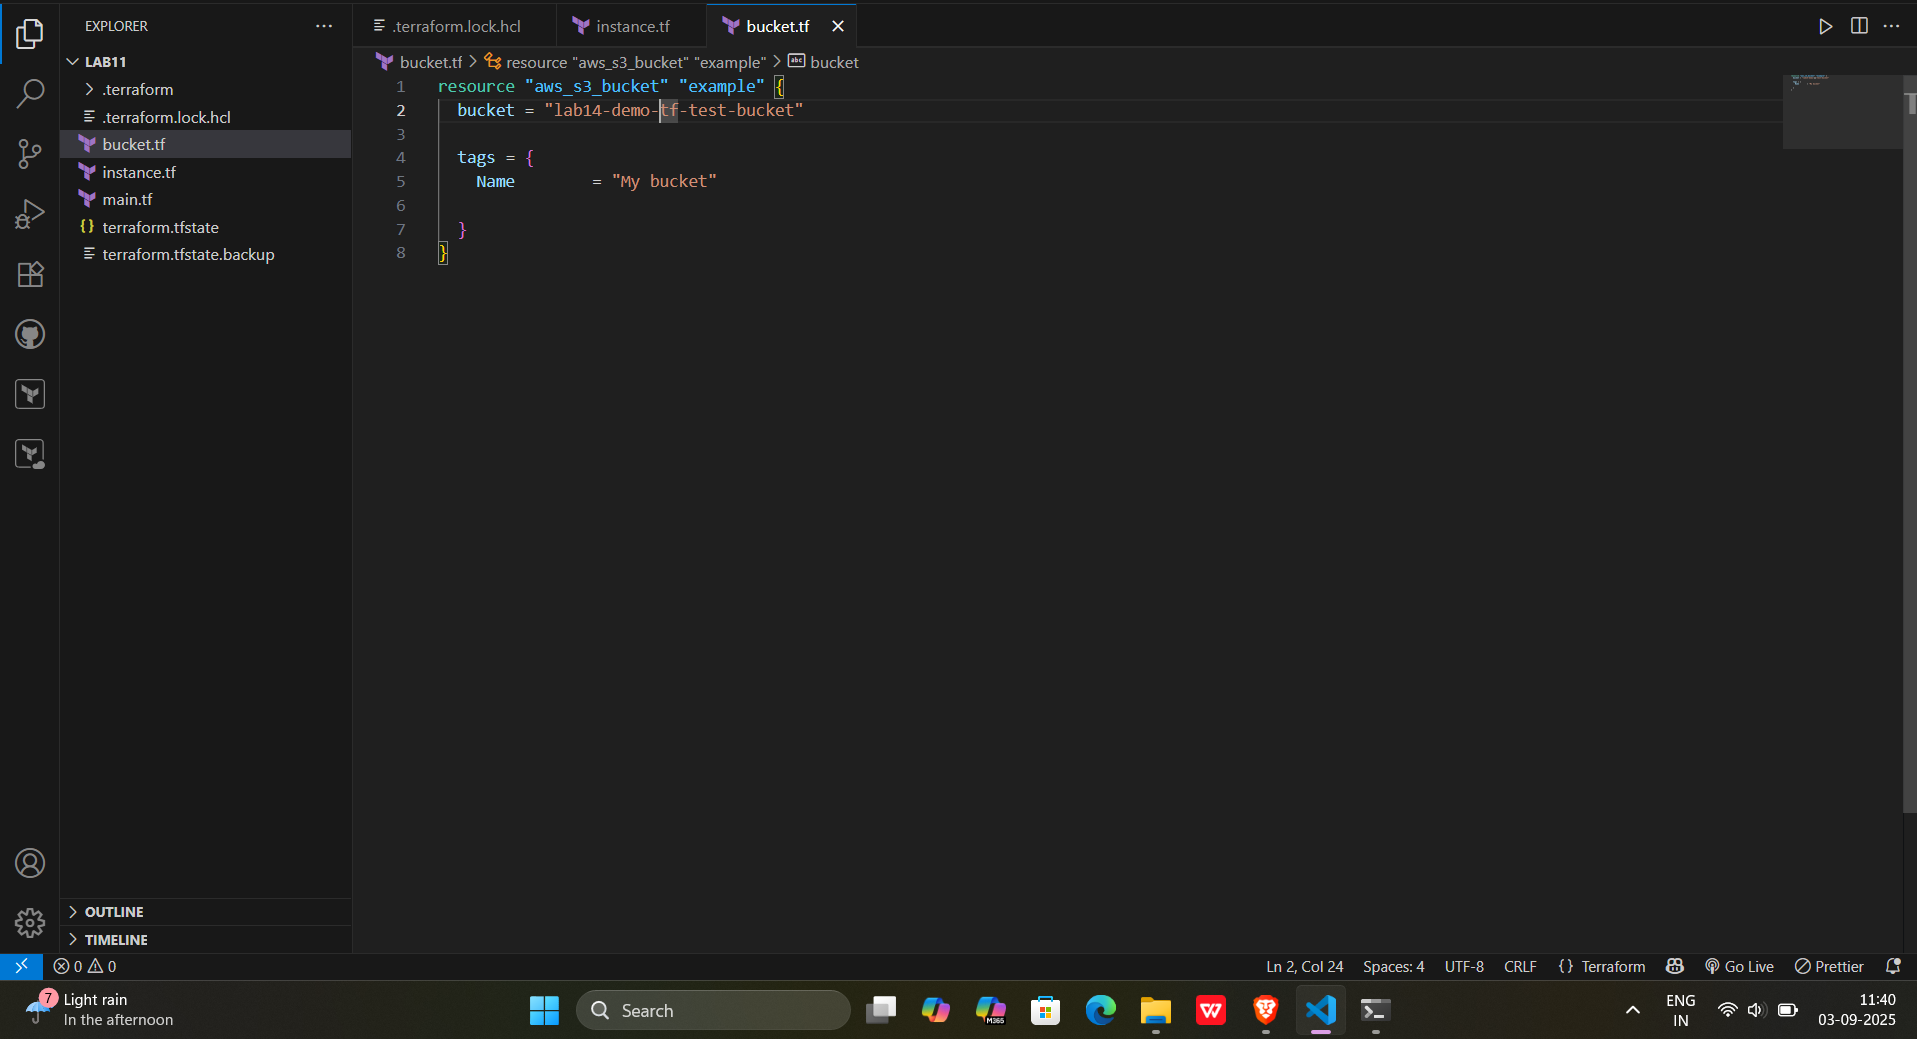 EXPLORER
LAB11
.terraform
.terraform.lock.hcl
bucket.tf
instance.tf
main.tf
terraform.tfstate
terraform.tfstate.backup
OUTLINE
TIMELINE
.terraform.lock.hcl
instance.tf
bucket.tf
bucket.tf > resource "aws_s3_bucket" "example" > abc bucket
1 resource "aws_s3_bucket" "example" {
2 bucket = "lab14-demo-tf-test-bucket"
3
4 tags = {
5 Name        = "My bucket"
6
7 }
8 }
0 0
Ln 2, Col 24
Spaces: 4
UTF-8
CRLF
{ } Terraform
Go Live
Prettier
7
Light rain
In the afternoon
Search
M365
W
ENG
IN
11:40
03-09-2025